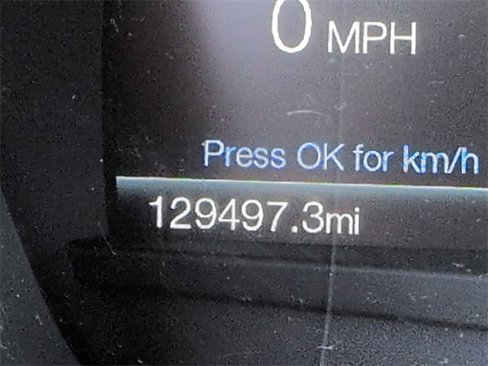 0 MPH
Press OK for km/h
129497.3mi